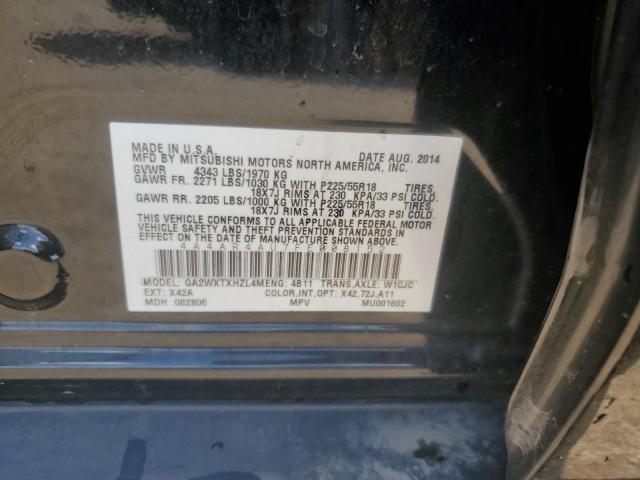 MADE IN U.S.A. DATE AUG. 2014
MFD BY MITSUBISHI MOTORS NORTH AMERICA, INC.
GVWR 4343 LBS/1970 KG
GAWR FR. 2271 LBS/1030 KG WITH P225/55R18 TIRES,
18X7J RIMS AT 230 KPA/33 PSI COLD.
GAWR RR. 2205 LBS/1000 KG WITH P225/55R18 TIRES,
18X7J RIMS AT 230 KPA/33 PSI COLD.
THIS VEHICLE CONFORMS TO ALL APPLICABLE FEDERAL MOTOR
VEHICLE SAFETY AND THEFT PREVENTION STANDARDS IN
EFFECT ON THE DATE OF MANUFACTURE SHOWN ABOVE.
MODEL: GA2WXTXHZL4M ENG: 4B11 TRANS,AXLE: W1CJC
EXT: X42A COLOR,INT,OPT: X42,72J,A11
MDH 082806 MPV MU001602